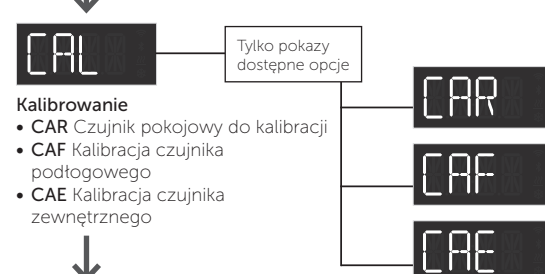 CAL
Tylko pokazy
dostępne opcje
Kalibrowanie
• CAR Czujnik pokojowy do kalibracji
• CAF Kalibracja czujnika
podłogowego
• CAE Kalibracja czujnika
zewnętrznego
CAR
CAF
CAE